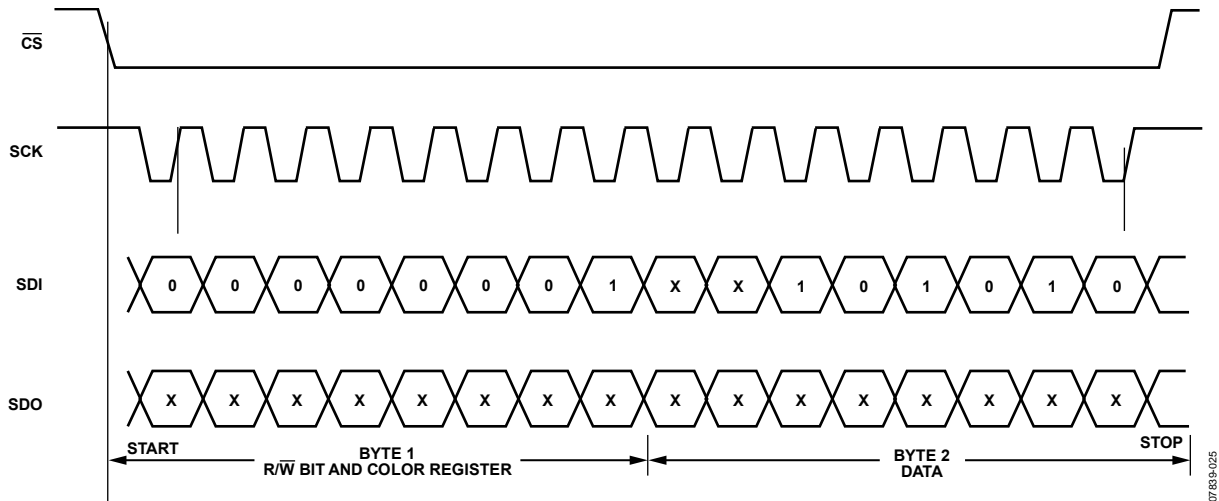 CS
SCK
SDI 0 0 0 0 0 0 0 1 X X 1 0 1 0 1 0
SDO X X X X X X X X X X X X X X X X
START BYTE 1 BYTE 2 STOP
R/W BIT AND COLOR REGISTER DATA
07839-025